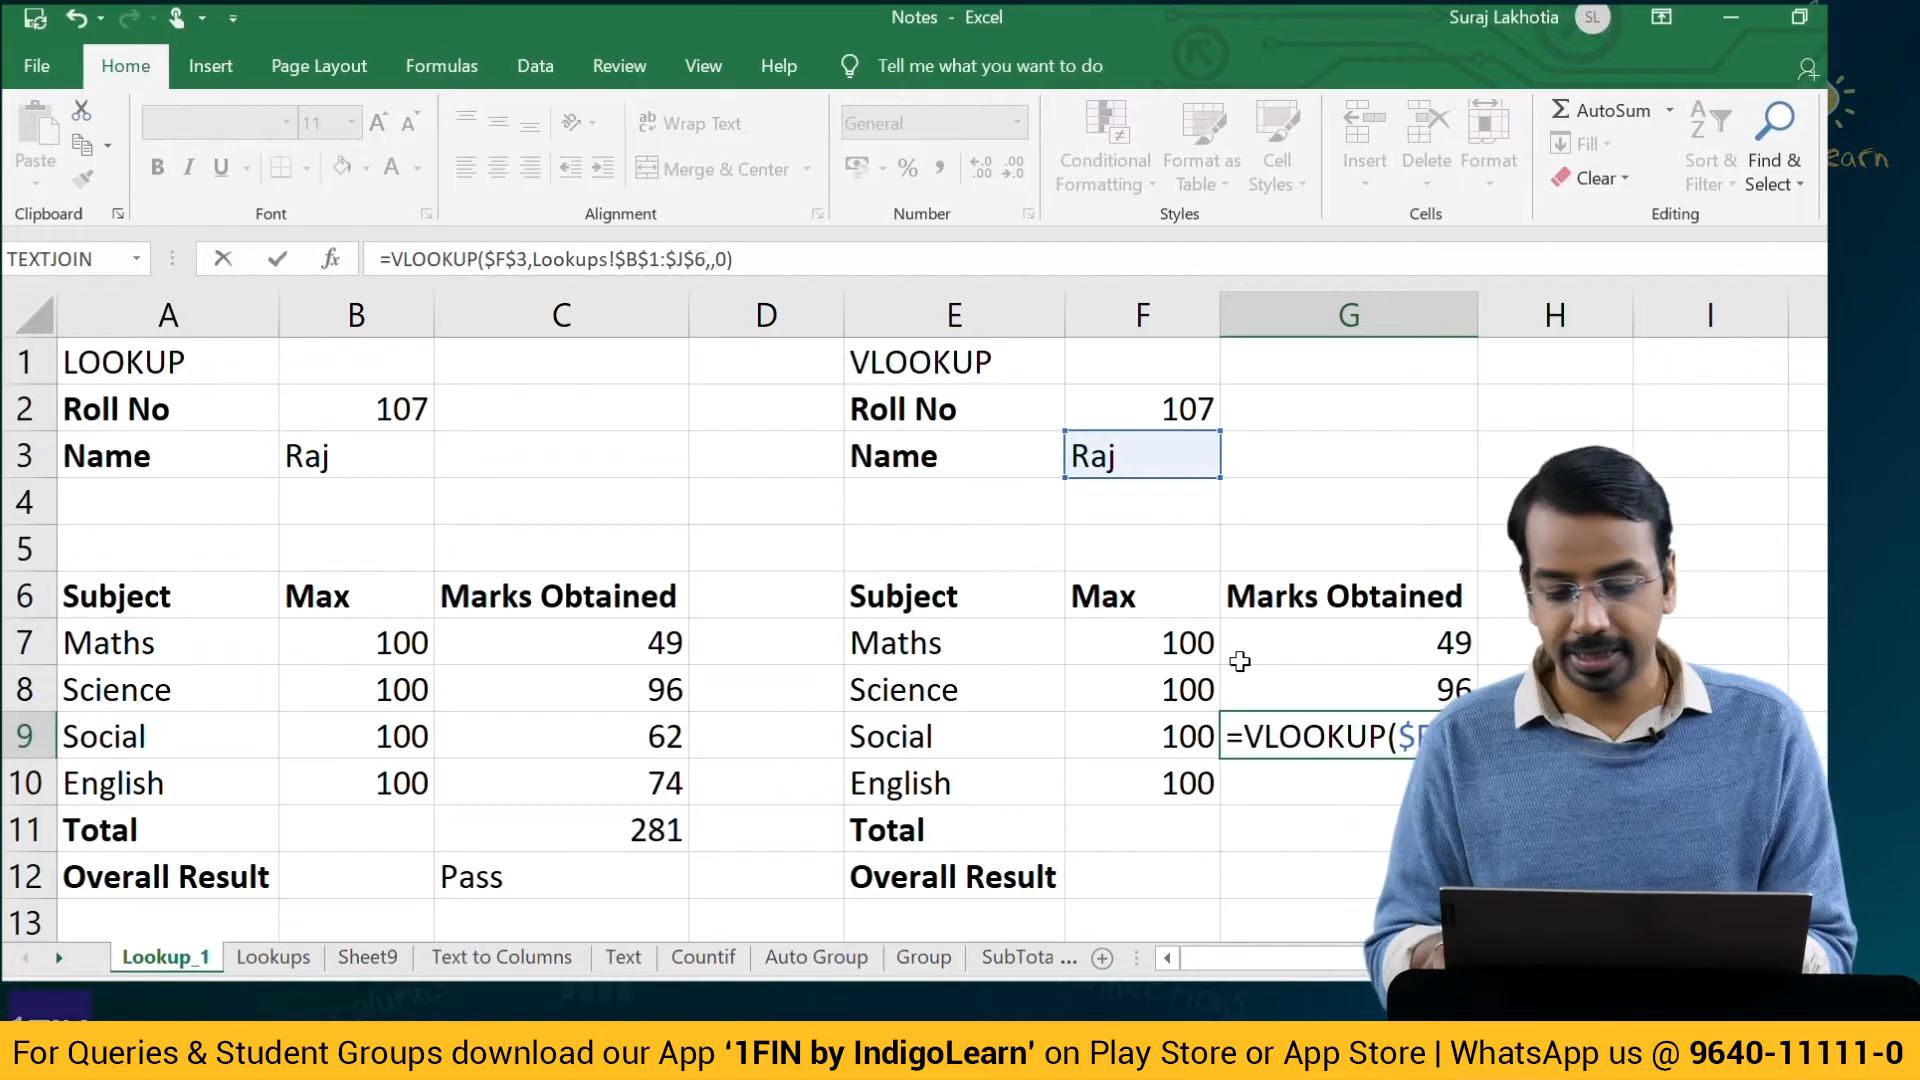 Notes - Excel
Suraj Lakhotia SL
File Home Insert Page Layout Formulas Data Review View Help Tell me what you want to do
Paste
11
Wrap Text
General
AutoSum
Conditional Formatting
Format as Table
Cell Styles
Insert Delete Format
Fill
Sort & Filter
Find & Select
Merge & Center
Clear
earn
Clipboard Font Alignment Number Styles Cells Editing
TEXTJOIN fx =VLOOKUP($F$3,Lookups!$B$1:$J$6,,0)
A B C D E F G H I
1 LOOKUP VLOOKUP
2 Roll No 107 Roll No 107
3 Name Raj Name Raj
4
5
6 Subject Max Marks Obtained Subject Max Marks Obtained
7 Maths 100 49 Maths 100 49
8 Science 100 96 Science 100 96
9 Social 100 62 Social 100 =VLOOKUP($F
10 English 100 74 English 100
11 Total 281 Total
12 Overall Result Pass Overall Result
13
Lookup_1 Lookups Sheet9 Text to Columns Text Countif Auto Group Group SubTota ...
For Queries & Student Groups download our App ‘1FIN by IndigoLearn' on Play Store or App Store | WhatsApp us @ 9640-11111-0